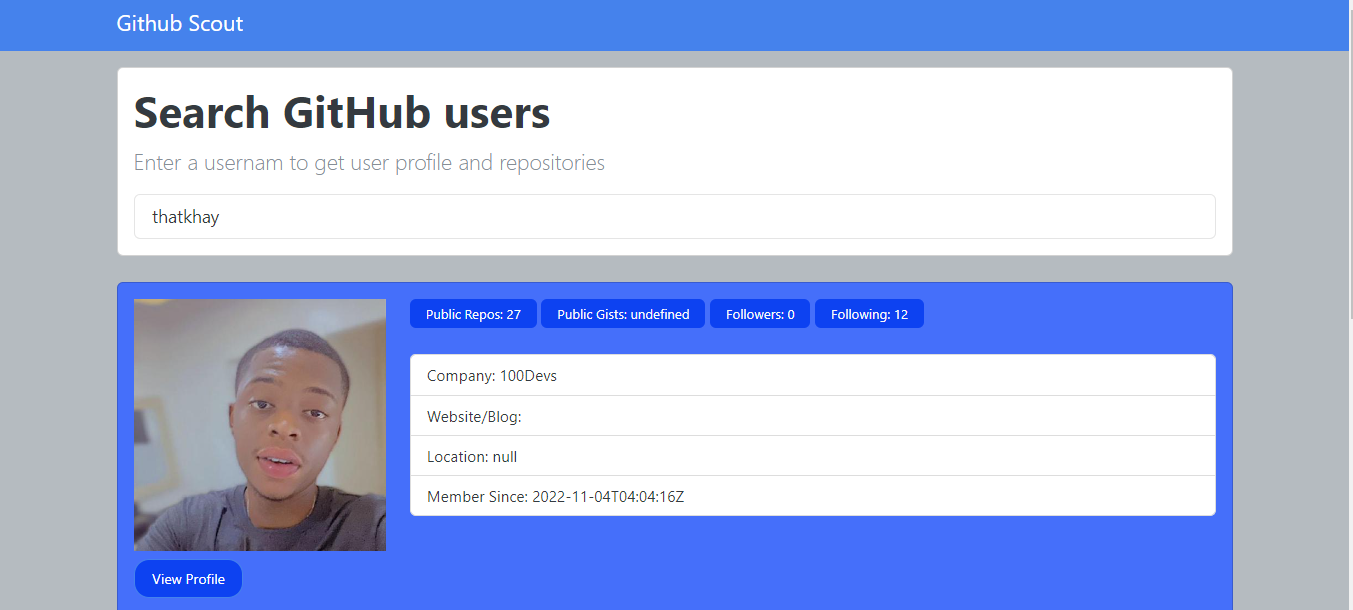 Github Scout
Search GitHub users
Enter a usernam to get user profile and repositories
thatkhay
Public Repos: 27 Public Gists: undefined Followers: 0 Following: 12
Company: 100Devs
Website/Blog:
Location: null
Member Since: 2022-11-04T04:04:16Z
View Profile